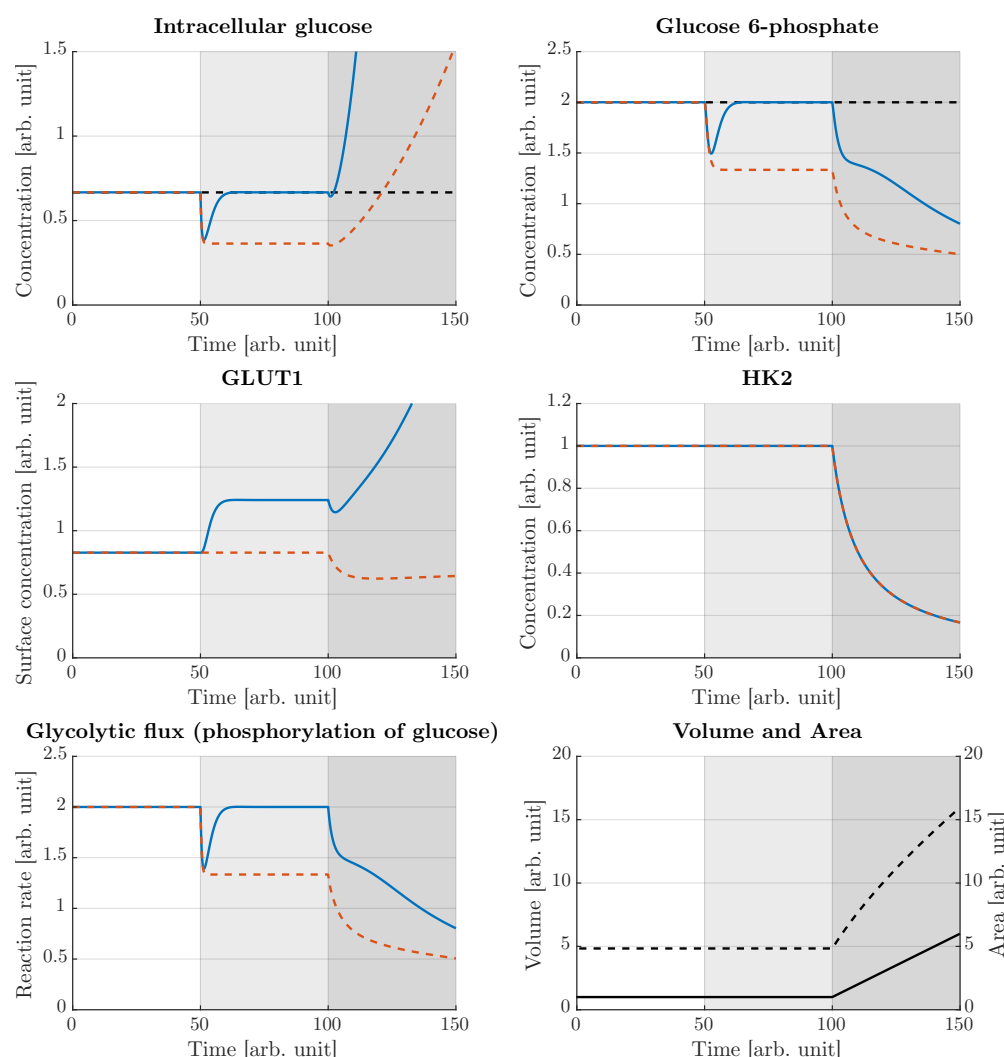 Intracellular glucose
Concentration [arb. unit]
1.5
1
0.5
0
0 50 100 150
Time [arb. unit]
Glucose 6-phosphate
Concentration [arb. unit]
2.5
2
1.5
1
0.5
0
0 50 100 150
Time [arb. unit]
GLUT1
Surface concentration [arb. unit]
2
1.5
1
0.5
0
0 50 100 150
Time [arb. unit]
HK2
Concentration [arb. unit]
1.2
1
0.8
0.6
0.4
0.2
0
0 50 100 150
Time [arb. unit]
Glycolytic flux (phosphorylation of glucose)
Reaction rate [arb. unit]
2.5
2
1.5
1
0.5
0
0 50 100 150
Time [arb. unit]
Volume and Area
Volume [arb. unit]
20
15
10
5
0
20
15
10
5
0
Area [arb. unit]
0 50 100 150
Time [arb. unit]